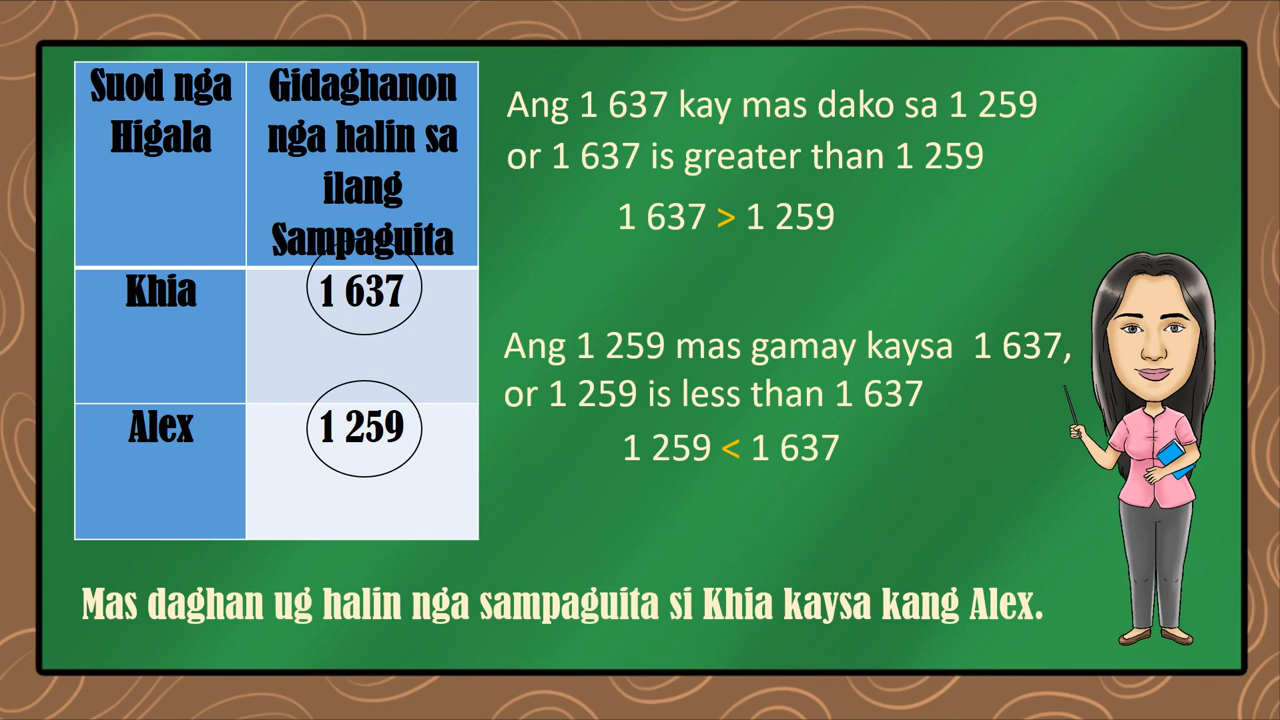 Suod nga
Higala
Gidaghanon
nga halin sa
ilang
Sampaguita
Khia
1 637
Alex
1 259
Ang 1 637 kay mas dako sa 1 259
or 1 637 is greater than 1 259
1 637 > 1 259
Ang 1 259 mas gamay kaysa 1 637,
or 1 259 is less than 1 637
1 259 < 1 637
Mas daghan ug halin nga sampaguita si Khia kaysa kang Alex.